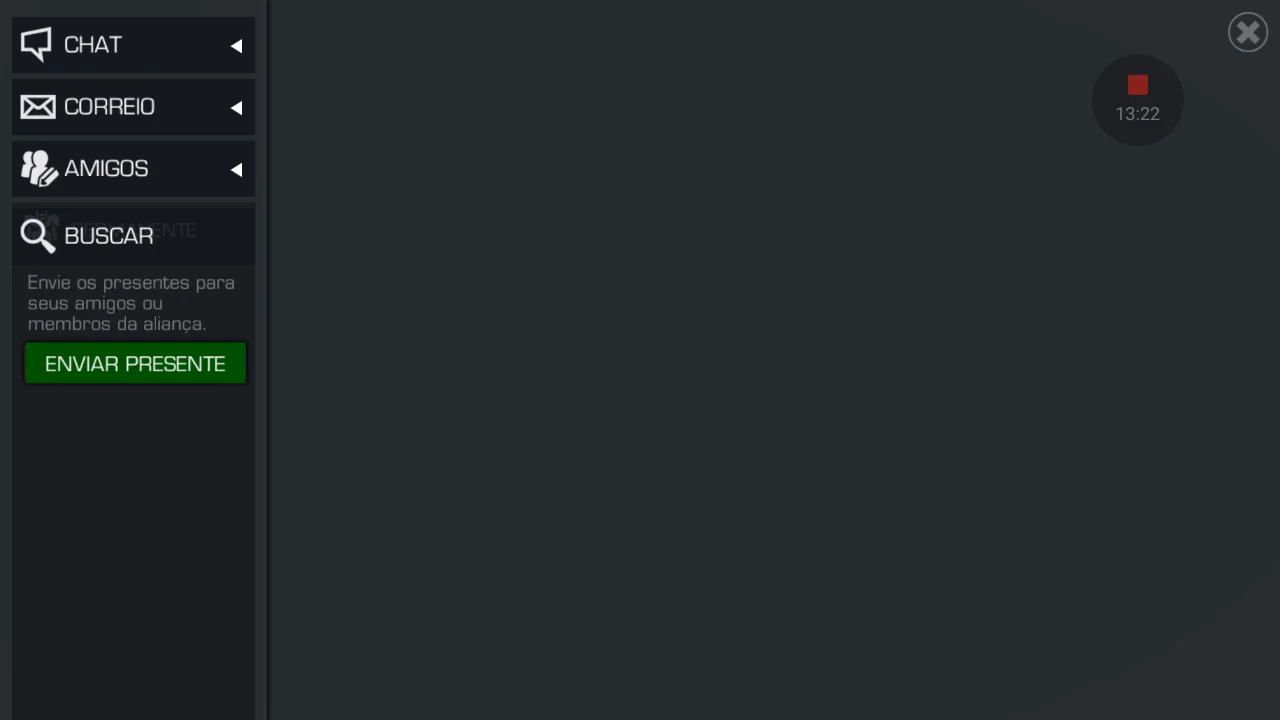 CHAT
CORREIO
AMIGOS
BUSCAR
Envie os presentes para
seus amigos ou
membros da aliança.
ENVIAR PRESENTE
13:22